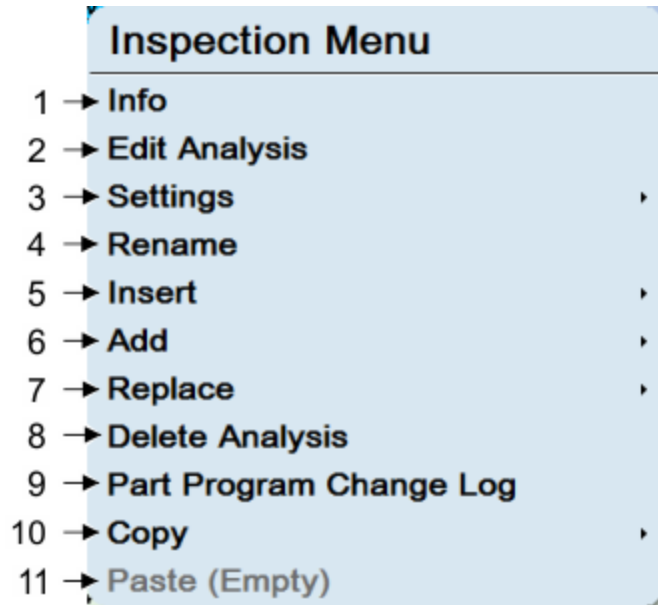 Inspection Menu
1 Info
2 Edit Analysis
3 Settings
4 Rename
5 Insert
6 Add
7 Replace
8 Delete Analysis
9 Part Program Change Log
10 Copy
11 Paste (Empty)